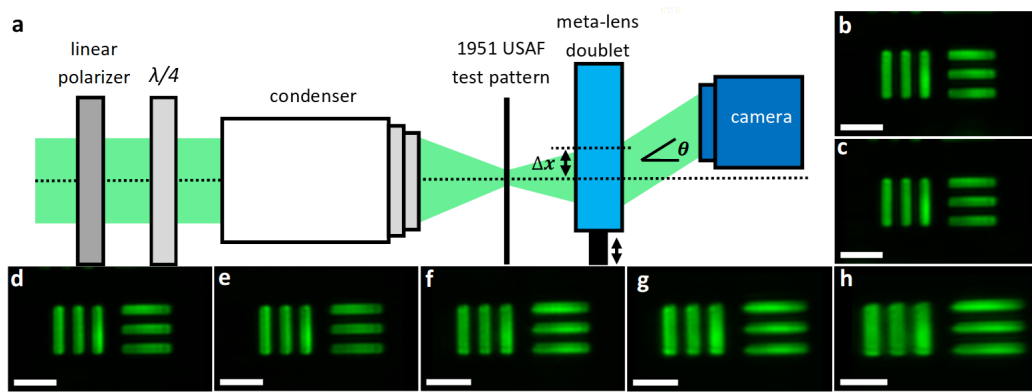 a
linear
polarizer
λ/4
condenser
1951 USAF
test pattern
meta-lens
doublet
Δx
θ
camera
b
c
d
e
f
g
h